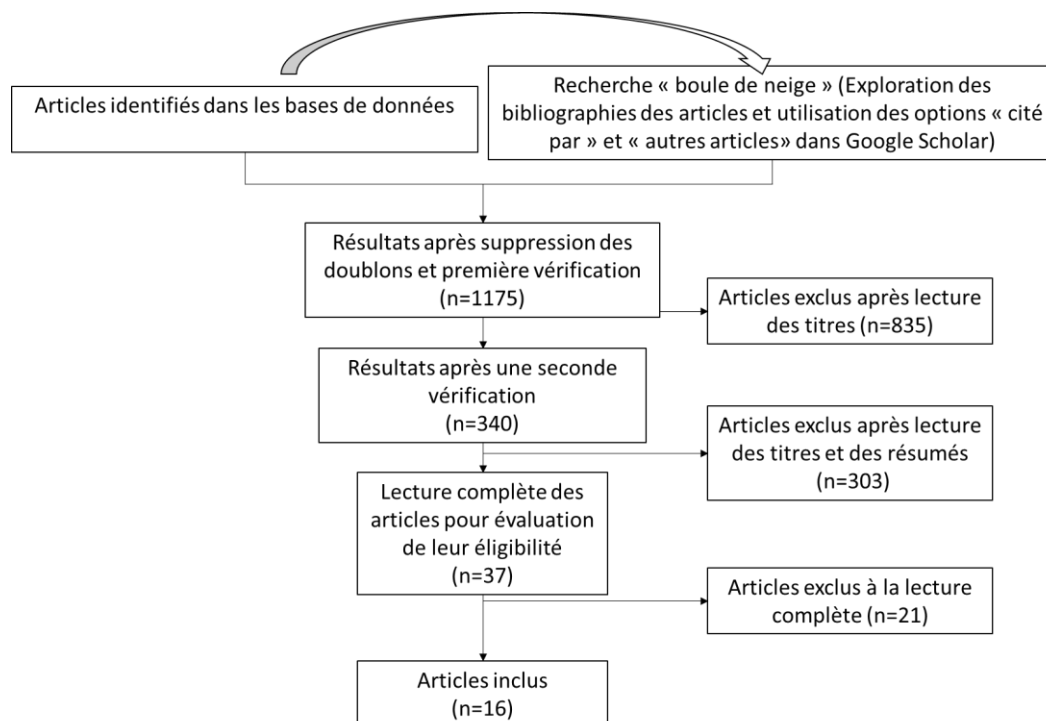 Articles identifiés dans les bases de données
Recherche « boule de neige » (Exploration des
bibliographies des articles et utilisation des options « cité
par » et « autres articles» dans Google Scholar)
Résultats après suppression des
doublons et première vérification
(n=1175)
Articles exclus après lecture
des titres (n=835)
Résultats après une seconde
vérification
(n=340)
Articles exclus après lecture
des titres et des résumés
(n=303)
Lecture complète des
articles pour évaluation
de leur éligibilité
(n=37)
Articles exclus à la lecture
complète (n=21)
Articles inclus
(n=16)